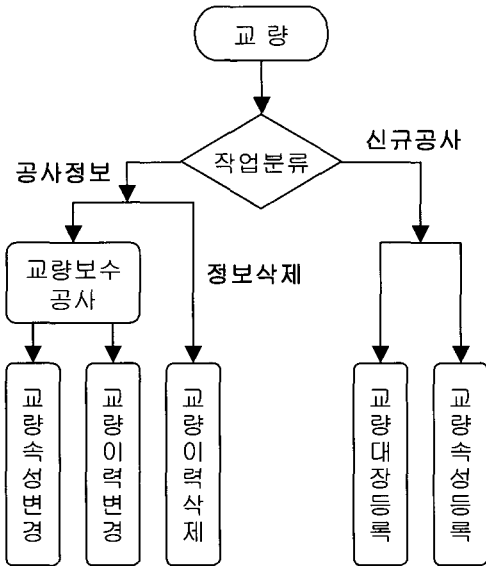 교 량
작업분류
신규공사
공사정보
교량보수
공사
정보삭제
교량속성변경
교량이력변경
교량이력삭제
교량대장등록
교량속성등록